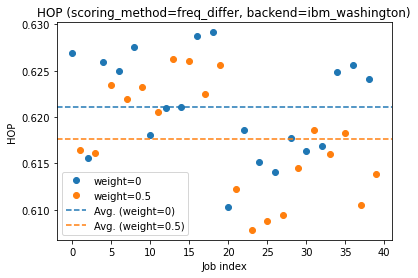 HOP (scoring_method=freq_differ, backend=ibm_washington)
0.630
0.625
0.620
0.615
0.610
HOP
weight=0
weight=0.5
Avg. (weight=0)
Avg. (weight=0.5)
0 5 10 15 20 25 30 35 40
Job index